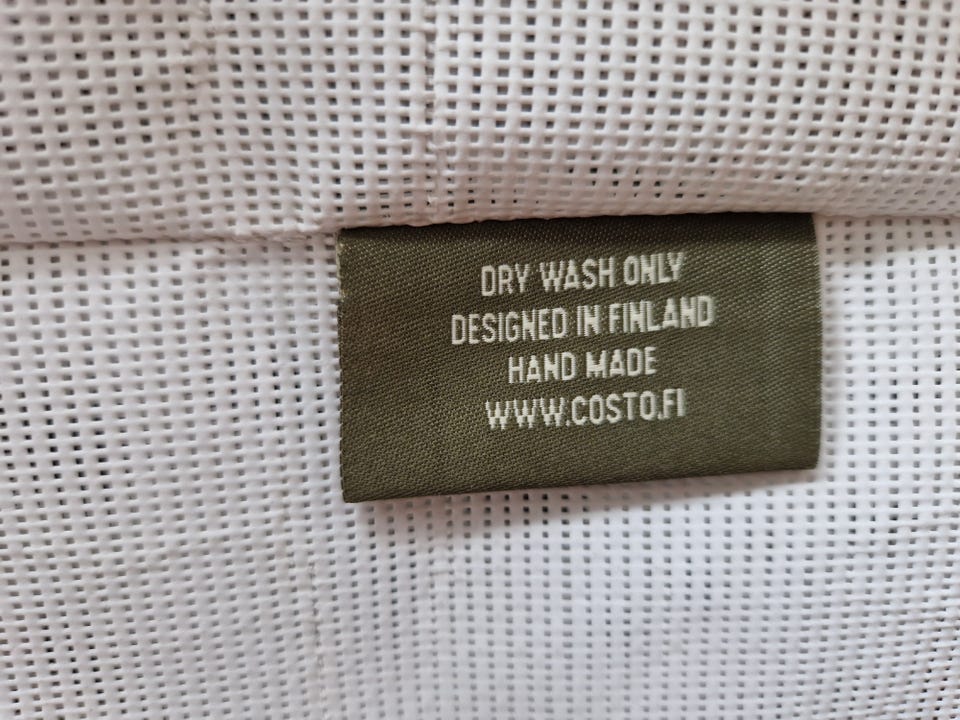 DRY WASH ONLY
DESIGNED IN FINLAND
HAND MADE
WWW.COSTO.FI